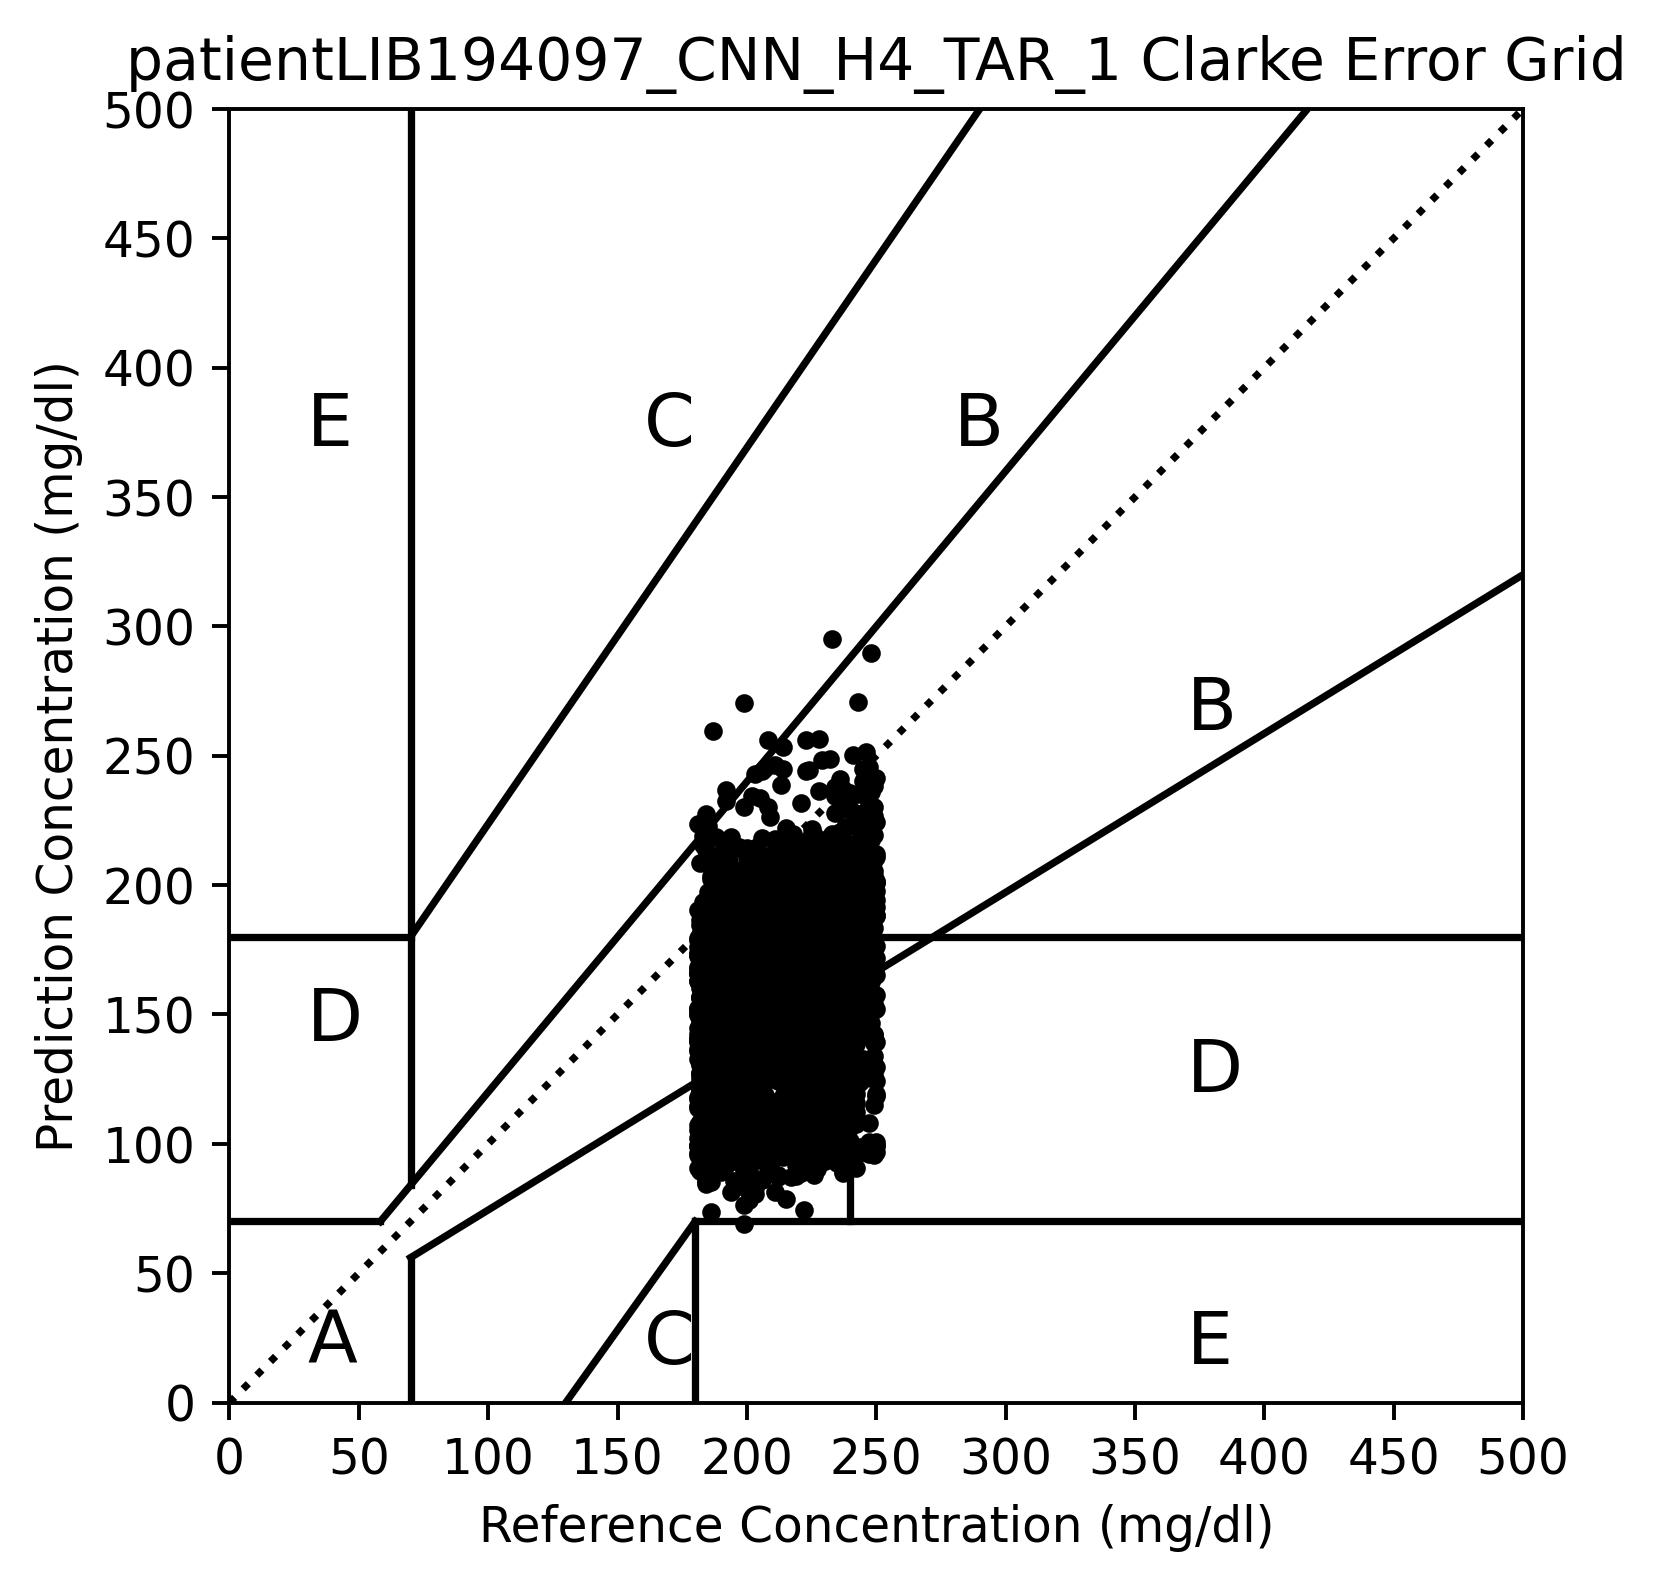 patientLIB194097_CNN_H4_TAR_1 Clarke Error Grid
500
450
400
350
300
250
200
150
100
50
0
Prediction Concentration (mg/dl)
E
C
B
B
D
D
A
C
E
0 50 100 150 200 250 300 350 400 450 500
Reference Concentration (mg/dl)